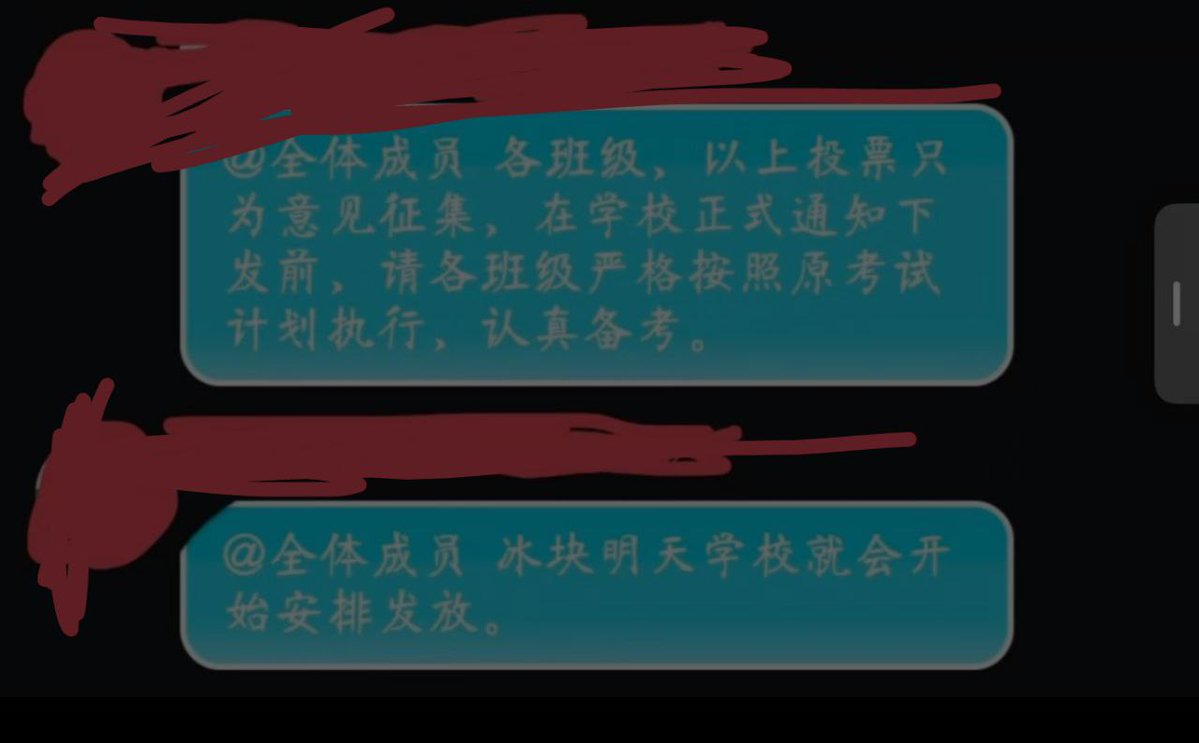 @全体成员 各班级，以上投票只
为意见征集，在学校正式通知下
发前，请各班级严格按照原考试
计划执行，认真备考。
@全体成员 冰块明天学校就会开
始安排发放。